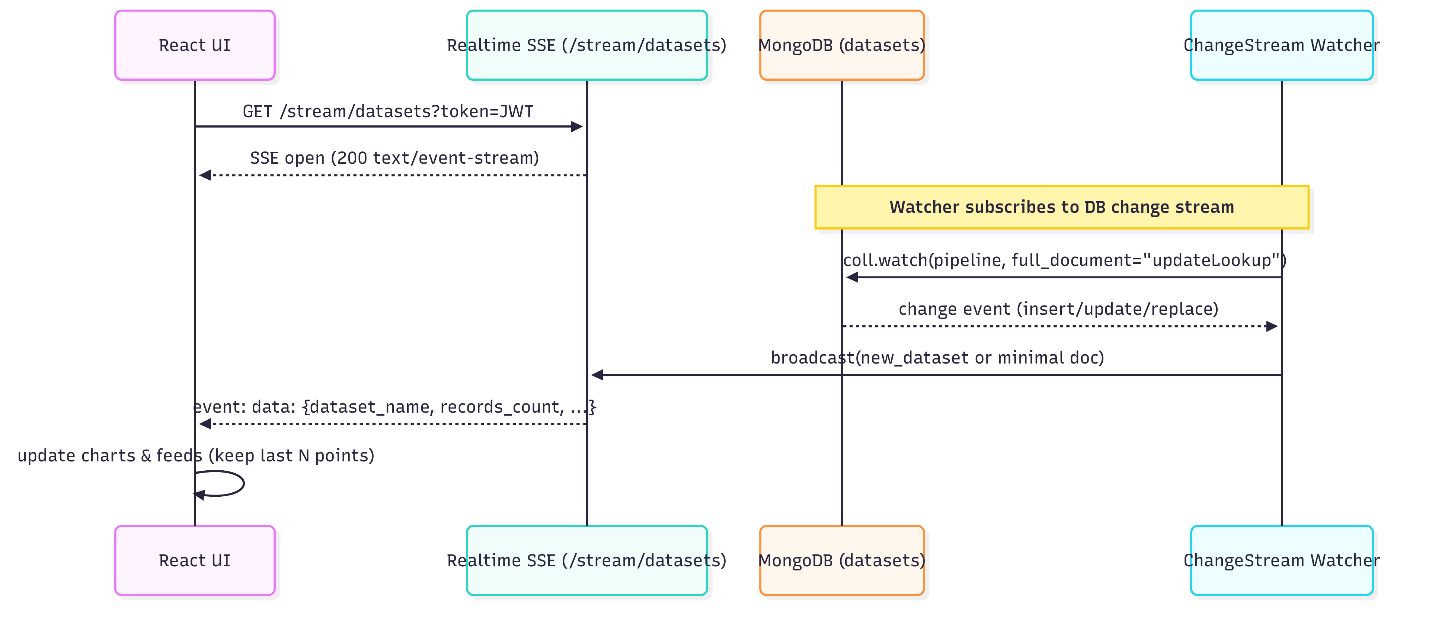 React UI
Realtime SSE (/stream/datasets)
MongoDB (datasets)
ChangeStream Watcher
GET /stream/datasets?token=JWT
SSE open (200 text/event-stream)
Watcher subscribes to DB change stream
coll.watch(pipeline, full_document="updateLookup")
change event (insert/update/replace)
broadcast(new_dataset or minimal doc)
event: data: {dataset_name, records_count, ...}
update charts & feeds (keep last N points)
React UI
Realtime SSE (/stream/datasets)
MongoDB (datasets)
ChangeStream Watcher